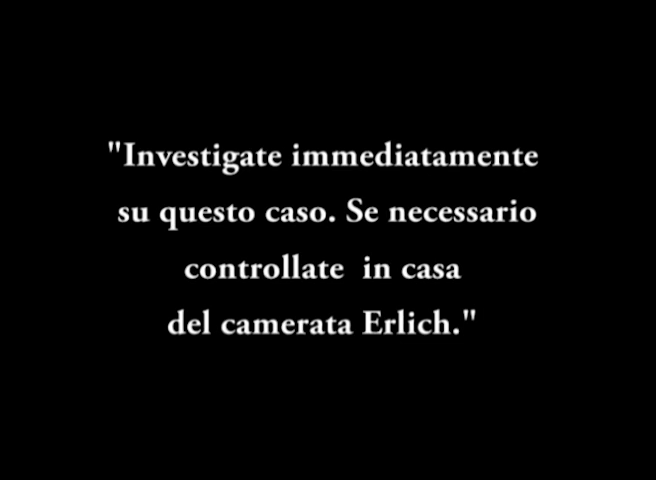 "Investigate immediatamente
su questo caso. Se necessario
controllate in casa
del camerata Erlich."